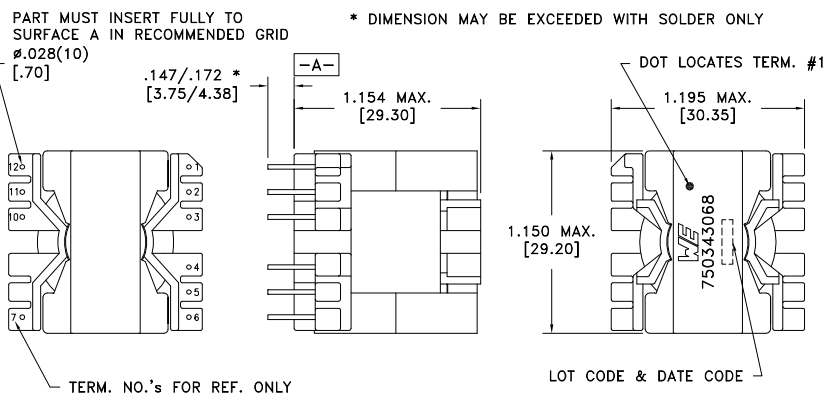 PART MUST INSERT FULLY TO
SURFACE A IN RECOMMENDED GRID
ø.028(10)
[.70]
* DIMENSION MAY BE EXCEEDED WITH SOLDER ONLY
.147/.172 *
[3.75/4.38]
-A-
1.154 MAX.
[29.30]
DOT LOCATES TERM. #1
1.195 MAX.
[30.35]
12
11
10
7
1
2
3
4
5
6
1.150 MAX.
[29.20]
WE
750343068
TERM. NO.'s FOR REF. ONLY
LOT CODE & DATE CODE